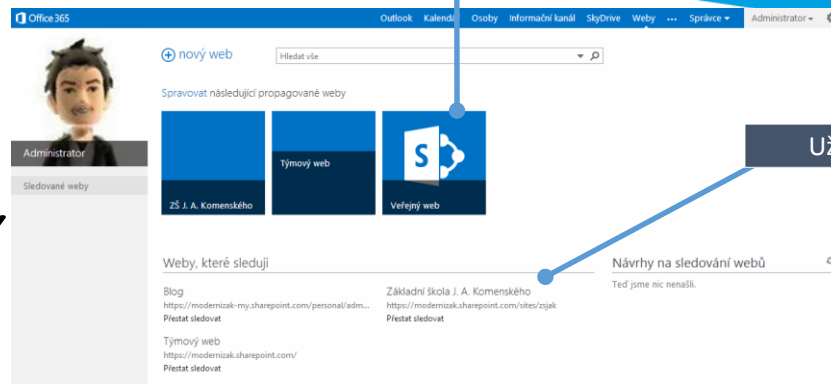 Office 365
Outlook Kalendář Osoby Informační kanál SkyDrive Weby ... Správce Administrator
nový web
Hledat vše
Spravovat následující propagované weby
Administrator
Týmový web
S
Už
Sledované weby
ZŠ J. A. Komenského
Veřejný web
Weby, které sleduji
Návrhy na sledování webů
Blog
Základní škola J. A. Komenského
Teď jsme nic nenašli.
https://modernizak-my.sharepoint.com/personal/adm...
https://modernizak.sharepoint.com/sites/zsjak
Přestat sledovat
Přestat sledovat
Týmový web
https://modernizak.sharepoint.com/
Přestat sledovat